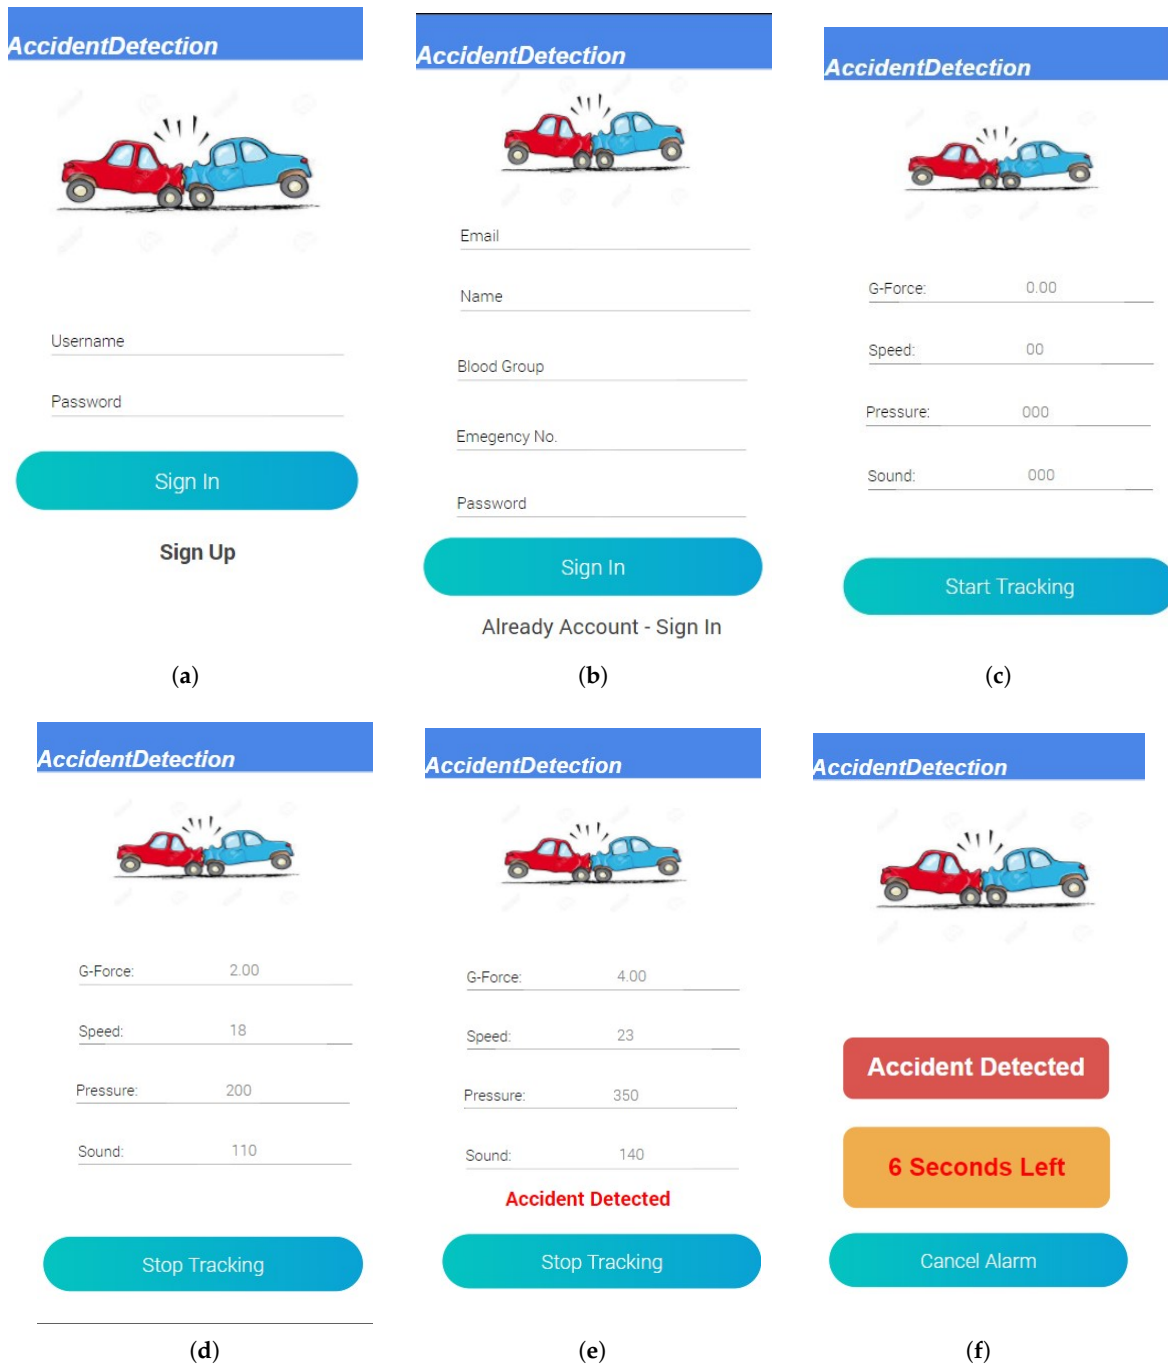 AccidentDetection
Username
Password
Sign In
Sign Up
(a)
AccidentDetection
Email
Name
Blood Group
Emegency No.
Password
Sign In
Already Account - Sign In
(b)
AccidentDetection
G-Force: 0.00
Speed: 00
Pressure: 000
Sound: 000
Start Tracking
(c)
AccidentDetection
G-Force: 2.00
Speed: 18
Pressure: 200
Sound: 110
Stop Tracking
(d)
AccidentDetection
G-Force: 4.00
Speed: 23
Pressure: 350
Sound: 140
Accident Detected
Stop Tracking
(e)
AccidentDetection
Accident Detected
6 Seconds Left
Cancel Alarm
(f)